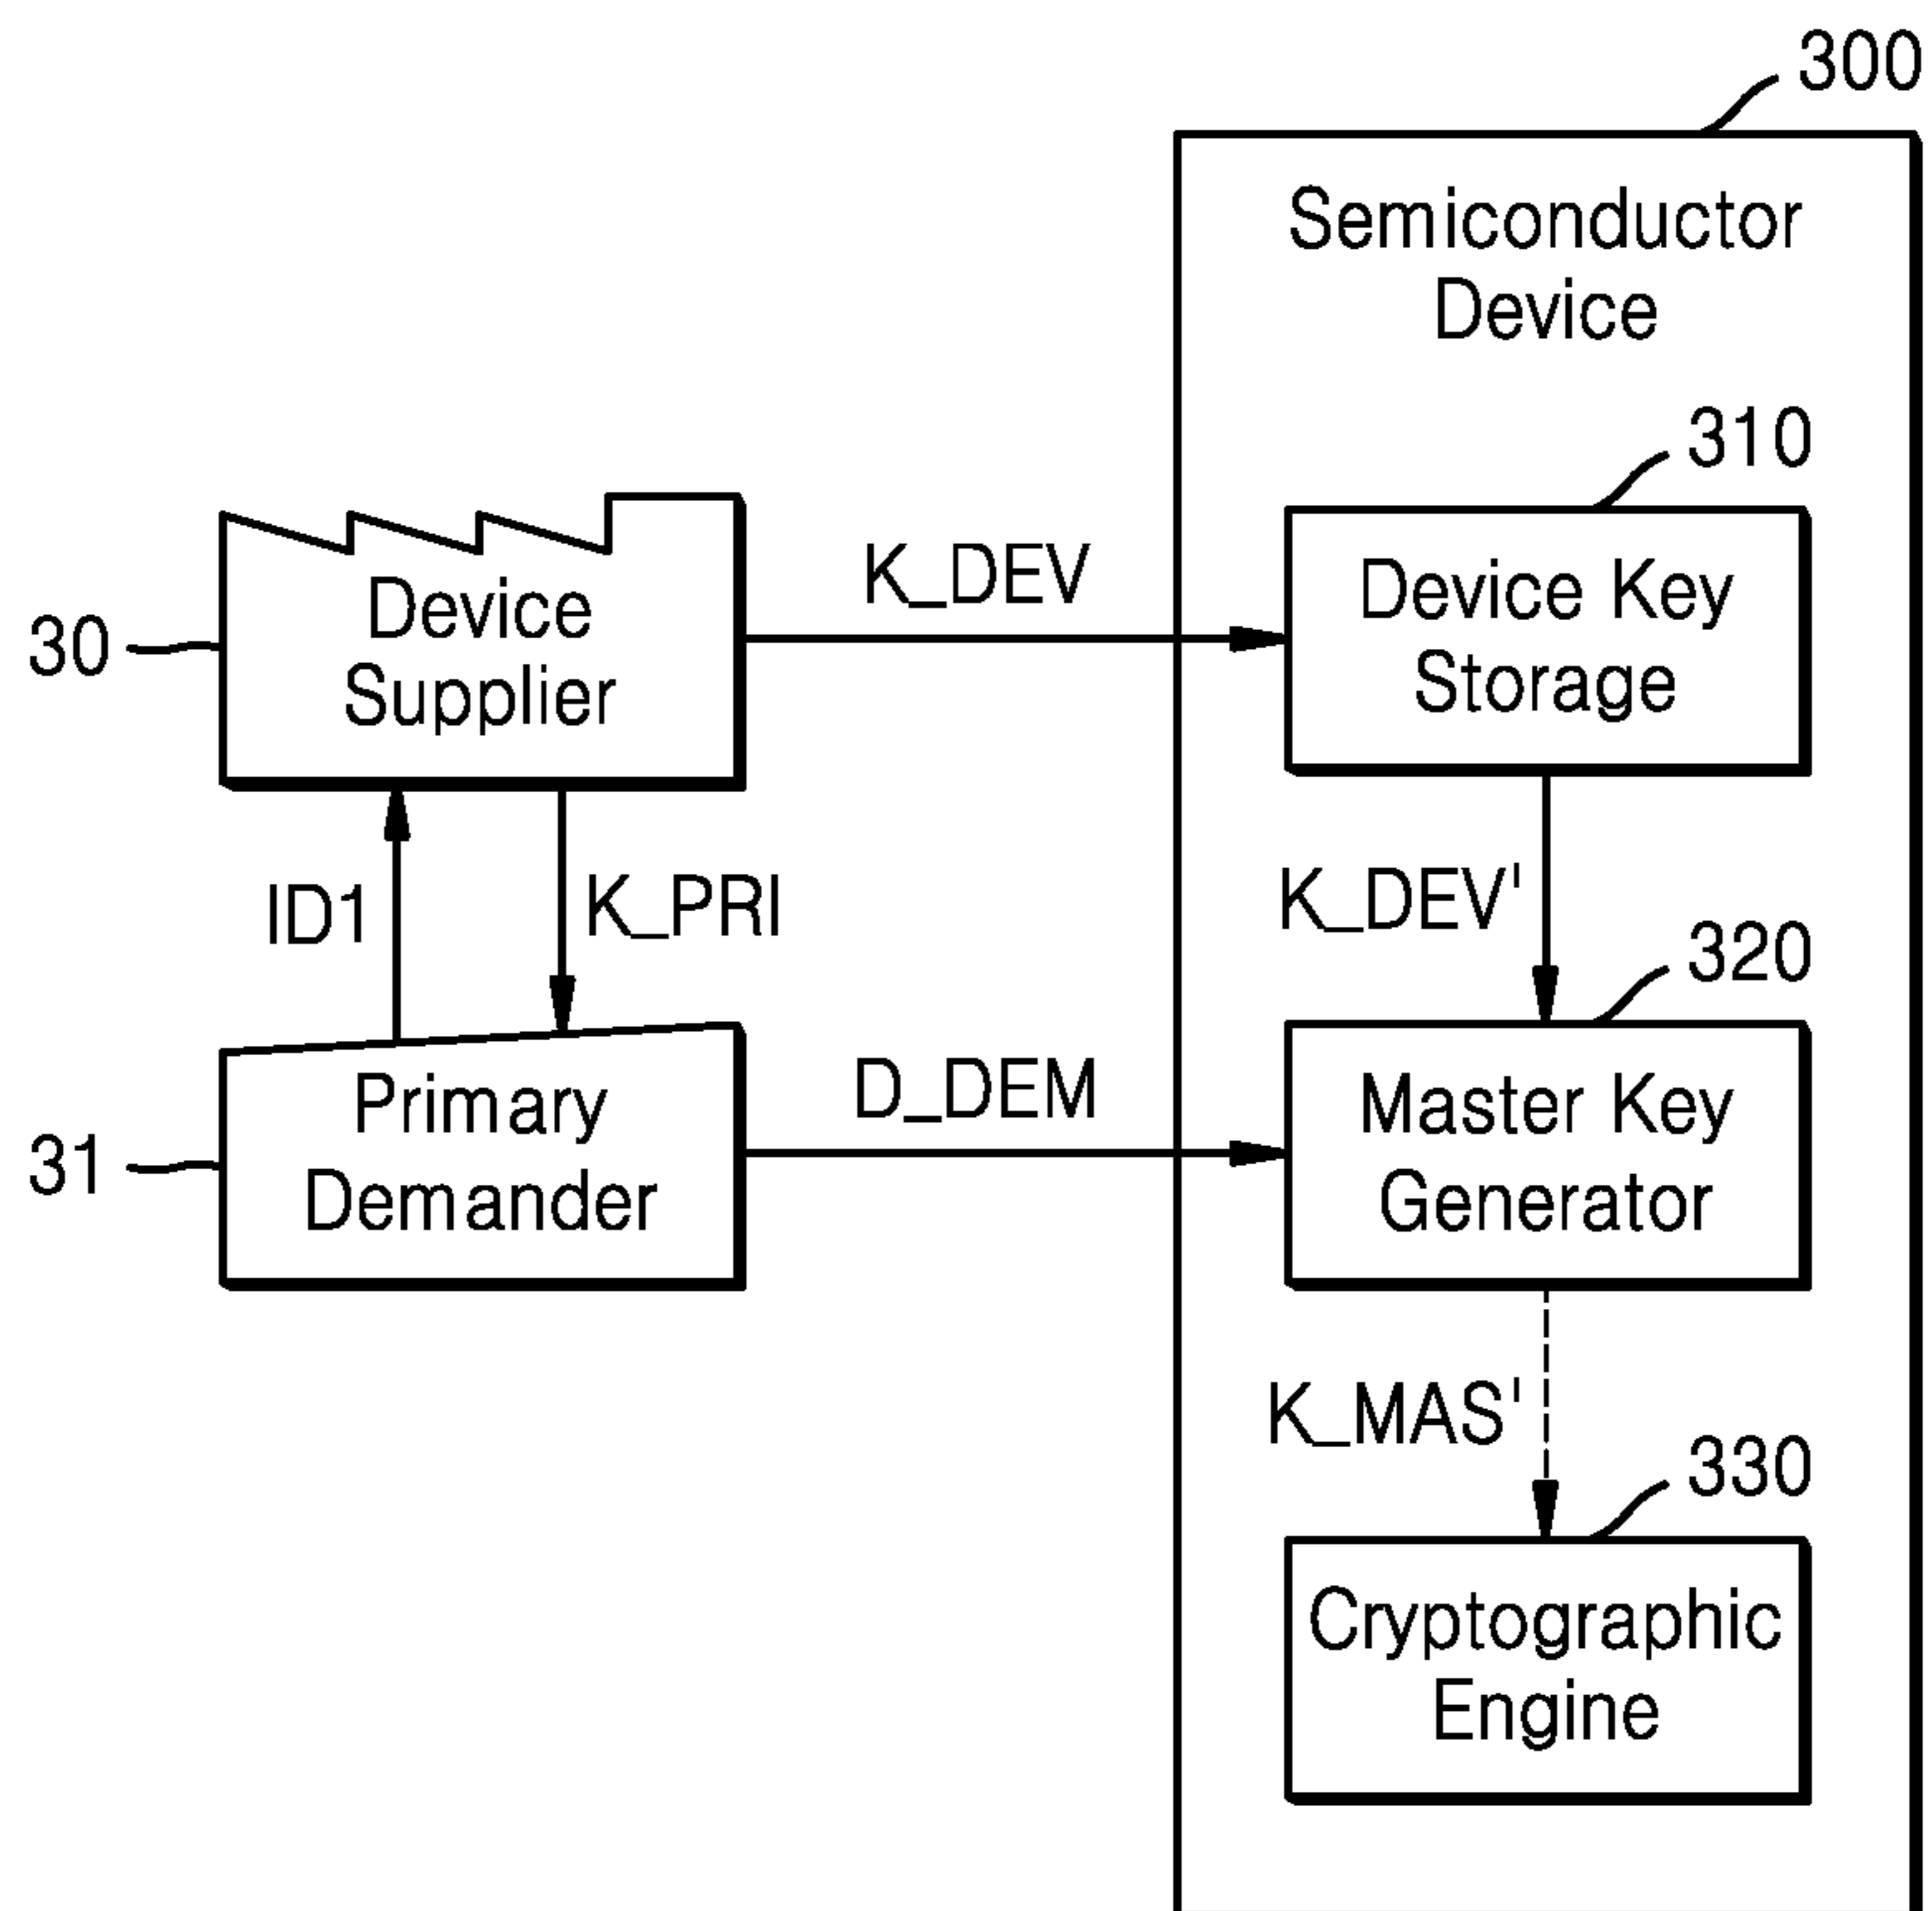 300
Semiconductor
Device
310
Device Key
Storage
K_DEV
Device
Supplier
30
ID1
K_PRI
K_DEV'
320
Primary
Demander
31
D_DEM
Master Key
Generator
K_MAS'
330
Cryptographic
Engine